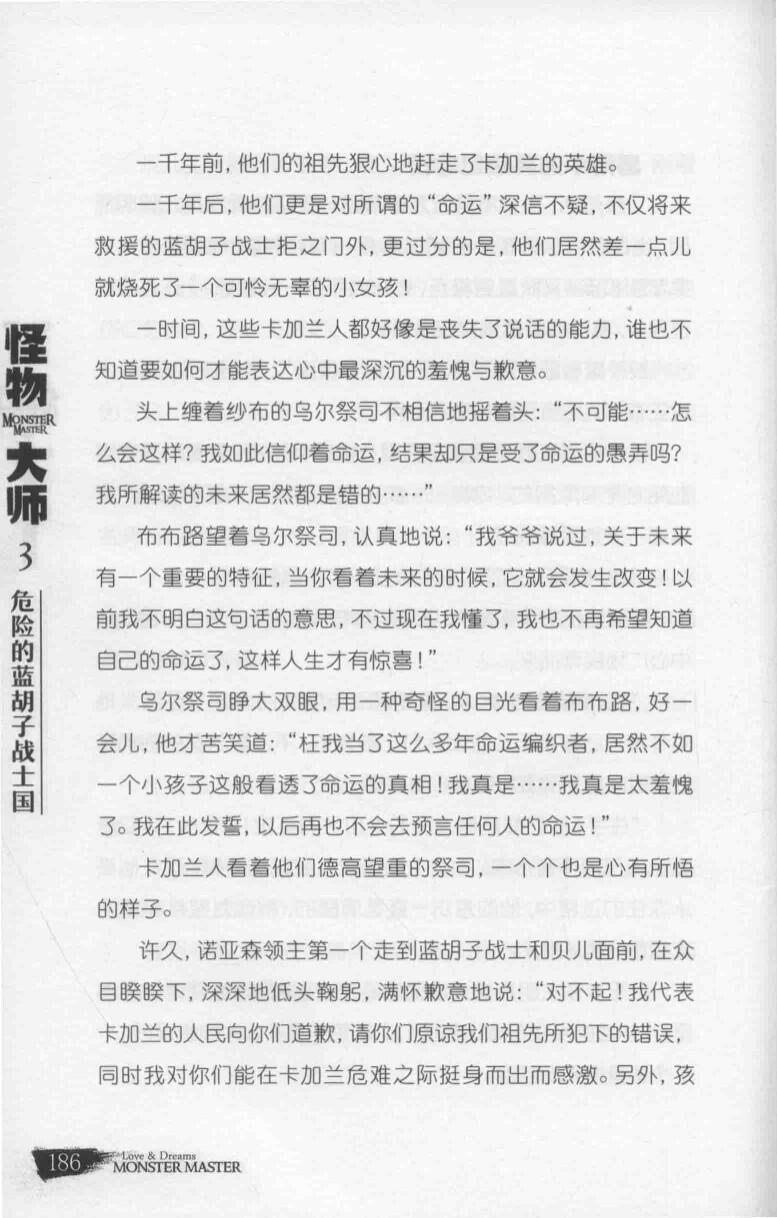 一千年前，他们的祖先狠心地赶走了卡加兰的英雄。
一千年后，他们更是对所谓的“命运”深信不疑，不仅将来
救援的蓝胡子战士拒之门外，更过分的是，他们居然差一点儿
就烧死了一个可怜无辜的小女孩！
一时间，这些卡加兰人都好像是丧失了说话的能力，谁也不
知道要如何才能表达心中最深沉的羞愧与歉意。
头上缠着纱布的乌尔祭司不相信地摇着头：“不可能……怎
么会这样？我如此信仰着命运，结果却只是受了命运的愚弄吗？
我所解读的未来居然都是错的……”
布布路望着乌尔祭司，认真地说：“我爷爷说过，关于未来
有一个重要的特征，当你看着未来的时候，它就会发生改变！以
前我不明白这句话的意思，不过现在我懂了，我也不再希望知道
自己的命运了，这样人生才有惊喜！”
乌尔祭司睁大双眼，用一种奇怪的目光看着布布路，好一
会儿，他才苦笑道：“枉我当了这么多年命运编织者，居然不如
一个小孩子这般看透了命运的真相！我真是……我真是太羞愧
了。我在此发誓，以后再也不会去预言任何人的命运！”
卡加兰人看着他们德高望重的祭司，一个个也是心有所悟
的样子。
许久，诺亚森领主第一个走到蓝胡子战士和贝儿面前，在众
目睽睽下，深深地低头鞠躬，满怀歉意地说：“对不起！我代表
卡加兰的人民向你们道歉，请你们原谅我们祖先所犯下的错误，
同时我对你们能在卡加兰危难之际挺身而出而感激。另外，孩
怪物
MONSTER
MASTER
大师
3
危险的蓝胡子战士国
186
Love & Dreams
MONSTER MASTER